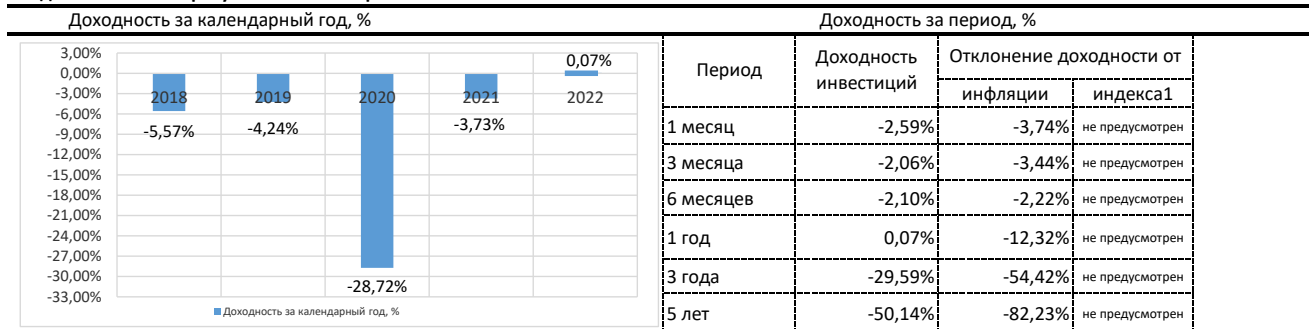 Доходность за календарный год, %
Доходность за период, %
3,00%
0,00%
-3,00%
-6,00%
-9,00%
-12,00%
-15,00%
-18,00%
-21,00%
-24,00%
-27,00%
-30,00%
-33,00%
2018 2019 2020 2021 2022
-5,57% -4,24% -28,72% -3,73% 0,07%
Доходность за календарный год, %
Период Доходность инвестиций Отклонение доходности от
инфляции индекса1
1 месяц -2,59% -3,74% не предусмотрен
3 месяца -2,06% -3,44% не предусмотрен
6 месяцев -2,10% -2,22% не предусмотрен
1 год 0,07% -12,32% не предусмотрен
3 года -29,59% -54,42% не предусмотрен
5 лет -50,14% -82,23% не предусмотрен